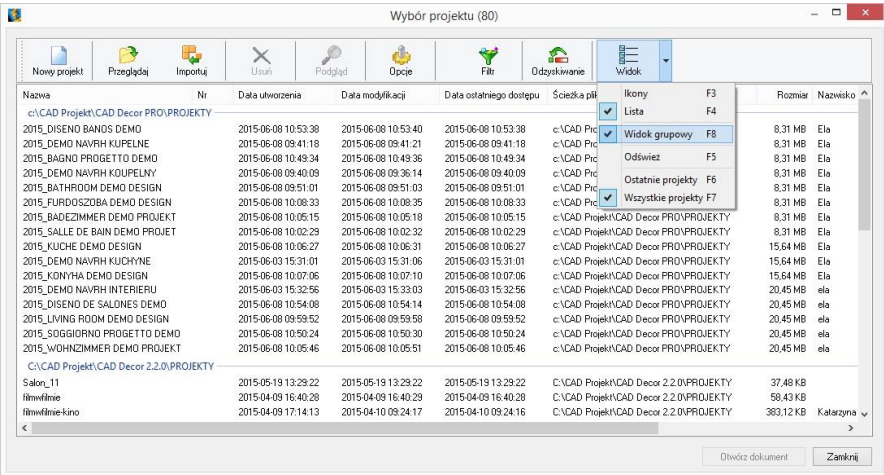 Wybór projektu (80)
Nowy projekt Przeglądaj Importuj Usuń Podgląd Opcje Filtr Odzyskiwanie Widok
Nazwa Nr Data utworzenia Data modyfikacji Data ostatniego dostępu Ścieżka plik Rozmiar Nazwisko
Ikony F3
Lista F4
Widok grupowy F8
Odśwież F5
Ostatnie projekty F6
Wszystkie projekty F7
c:\CAD Projekt\CAD Decor PRO\PROJEKTY
2015_DISENO BANOS DEMO 2015-06-08 10:53:38 2015-06-08 10:53:40 2015-06-08 10:53:38 c:\CAD Pro 8,31 MB Ela
2015_DEMO NAVRH KUPELNE 2015-06-08 09:41:18 2015-06-08 09:41:21 2015-06-08 09:41:18 c:\CAD Pro 8,31 MB Ela
2015_BAGNO PROGETTO DEMO 2015-06-08 10:49:34 2015-06-08 10:49:36 2015-06-08 10:49:34 c:\CAD Pro 8,31 MB Ela
2015_DEMO NAVRH KOUPELNY 2015-06-08 09:40:09 2015-06-08 09:36:14 2015-06-08 09:40:09 c:\CAD Pro 8,31 MB Ela
2015_BATHROOM DEMO DESIGN 2015-06-08 09:51:01 2015-06-08 09:51:03 2015-06-08 09:51:01 c:\CAD Pro 8,31 MB Ela
2015_FURDOSZOBA DEMO DESIGN 2015-06-08 10:08:33 2015-06-08 10:08:35 2015-06-08 10:08:33 c:\CAD Pro 8,31 MB Ela
2015_BADEZIMMER DEMO PROJEKT 2015-06-08 10:05:15 2015-06-08 10:05:18 2015-06-08 10:05:15 c:\CAD Projekt\CAD Decor PRO\PROJEKTY 8,31 MB Ela
2015_SALLE DE BAIN DEMO PROJET 2015-06-08 10:02:29 2015-06-08 10:02:32 2015-06-08 10:02:29 c:\CAD Projekt\CAD Decor PRO\PROJEKTY 8,31 MB Ela
2015_KUCHE DEMO DESIGN 2015-06-08 10:06:27 2015-06-08 10:06:31 2015-06-08 10:06:27 c:\CAD Projekt\CAD Decor PRO\PROJEKTY 15,64 MB Ela
2015_DEMO NAVRH KUCHYNE 2015-06-03 15:31:01 2015-06-03 15:31:06 2015-06-03 15:31:01 c:\CAD Projekt\CAD Decor PRO\PROJEKTY 15,64 MB Ela
2015_KONYHA DEMO DESIGN 2015-06-08 10:07:06 2015-06-08 10:07:10 2015-06-08 10:07:06 c:\CAD Projekt\CAD Decor PRO\PROJEKTY 15,64 MB Ela
2015_DEMO NAVRH INTERIERU 2015-06-03 15:32:56 2015-06-03 15:33:03 2015-06-03 15:32:56 c:\CAD Projekt\CAD Decor PRO\PROJEKTY 20,45 MB ela
2015_DISENO DE SALONES DEMO 2015-06-08 10:54:08 2015-06-08 10:54:14 2015-06-08 10:54:08 c:\CAD Projekt\CAD Decor PRO\PROJEKTY 20,45 MB ela
2015_LIVING ROOM DEMO DESIGN 2015-06-08 09:59:52 2015-06-08 09:59:58 2015-06-08 09:59:52 c:\CAD Projekt\CAD Decor PRO\PROJEKTY 20,45 MB ela
2015_SOGGIORNO PROGETTO DEMO 2015-06-08 10:50:24 2015-06-08 10:50:30 2015-06-08 10:50:24 c:\CAD Projekt\CAD Decor PRO\PROJEKTY 20,45 MB ela
2015_WOHNZIMMER DEMO PROJEKT 2015-06-08 10:05:46 2015-06-08 10:05:51 2015-06-08 10:05:46 c:\CAD Projekt\CAD Decor PRO\PROJEKTY 20,45 MB ela
C:\CAD Projekt\CAD Decor 2.2.0\PROJEKTY
Salon_11 2015-05-19 13:29:22 2015-05-19 13:29:22 2015-05-19 13:29:22 C:\CAD Projekt\CAD Decor 2.2.0\PROJEKTY 37,48 KB
filmwfilmie 2015-04-09 16:40:28 2015-04-09 16:40:29 2015-04-09 16:40:28 C:\CAD Projekt\CAD Decor 2.2.0\PROJEKTY 58,43 KB
filmwfilmie-kino 2015-04-09 17:14:13 2015-04-10 09:24:17 2015-04-10 09:24:16 C:\CAD Projekt\CAD Decor 2.2.0\PROJEKTY 383,12 KB Katarzyna
Otwórz dokument Zamknij